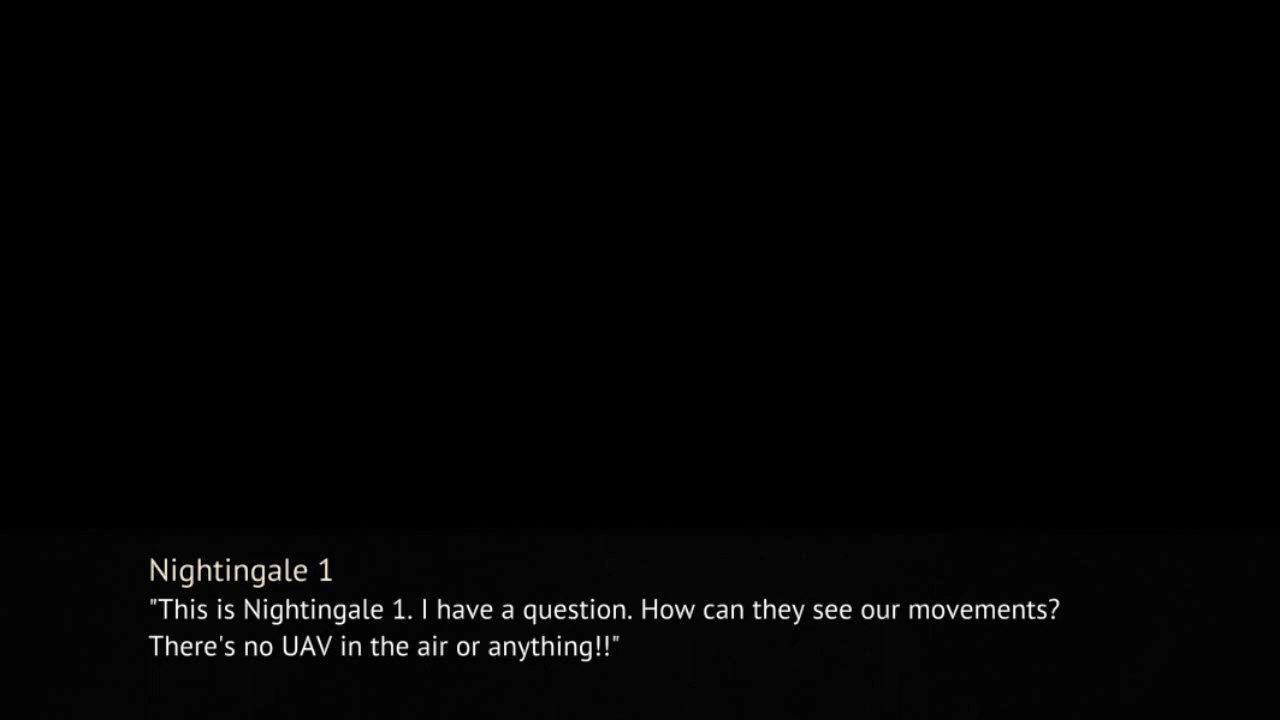 Nightingale 1
"This is Nightingale 1. I have a question. How can they see our movements?
There's no UAV in the air or anything!!"